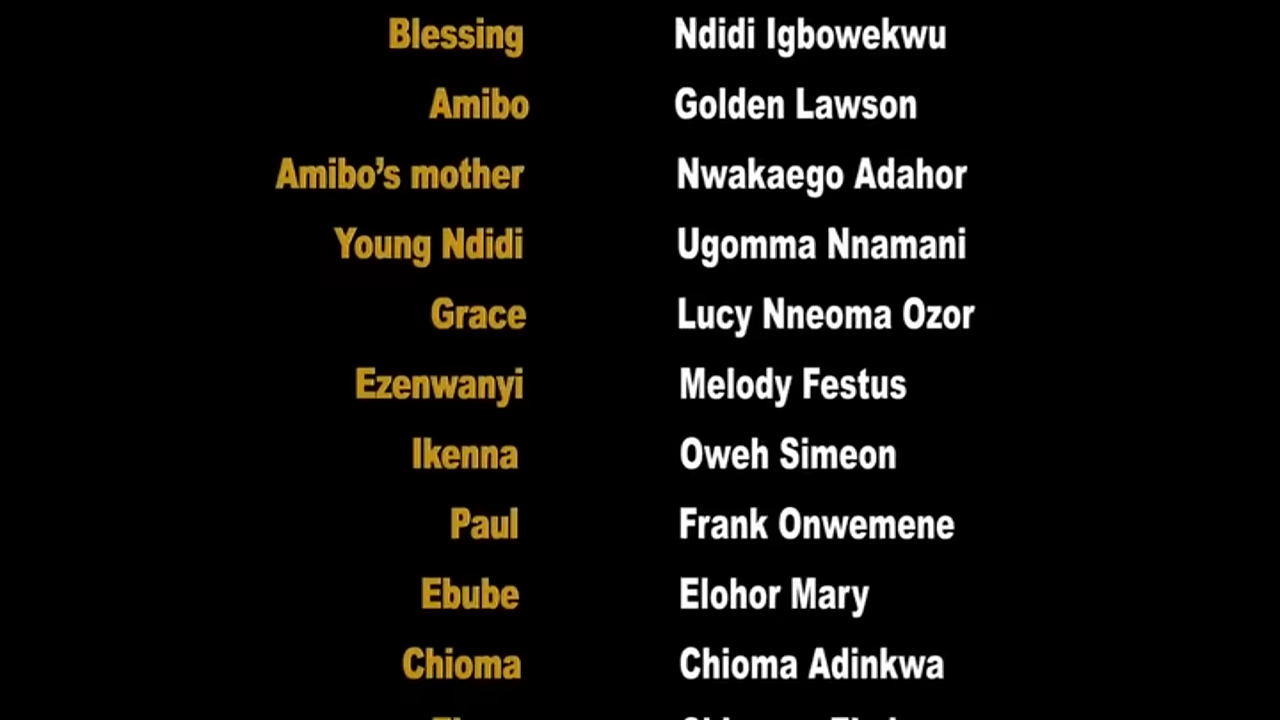 Blessing Ndidi Igbowekwu
Amibo Golden Lawson
Amibo’s mother Nwakaego Adahor
Young Ndidi Ugomma Nnamani
Grace Lucy Nneoma Ozor
Ezenwanyi Melody Festus
Ikenna Oweh Simeon
Paul Frank Onwemene
Ebube Elohor Mary
Chioma Chioma Adinkwa